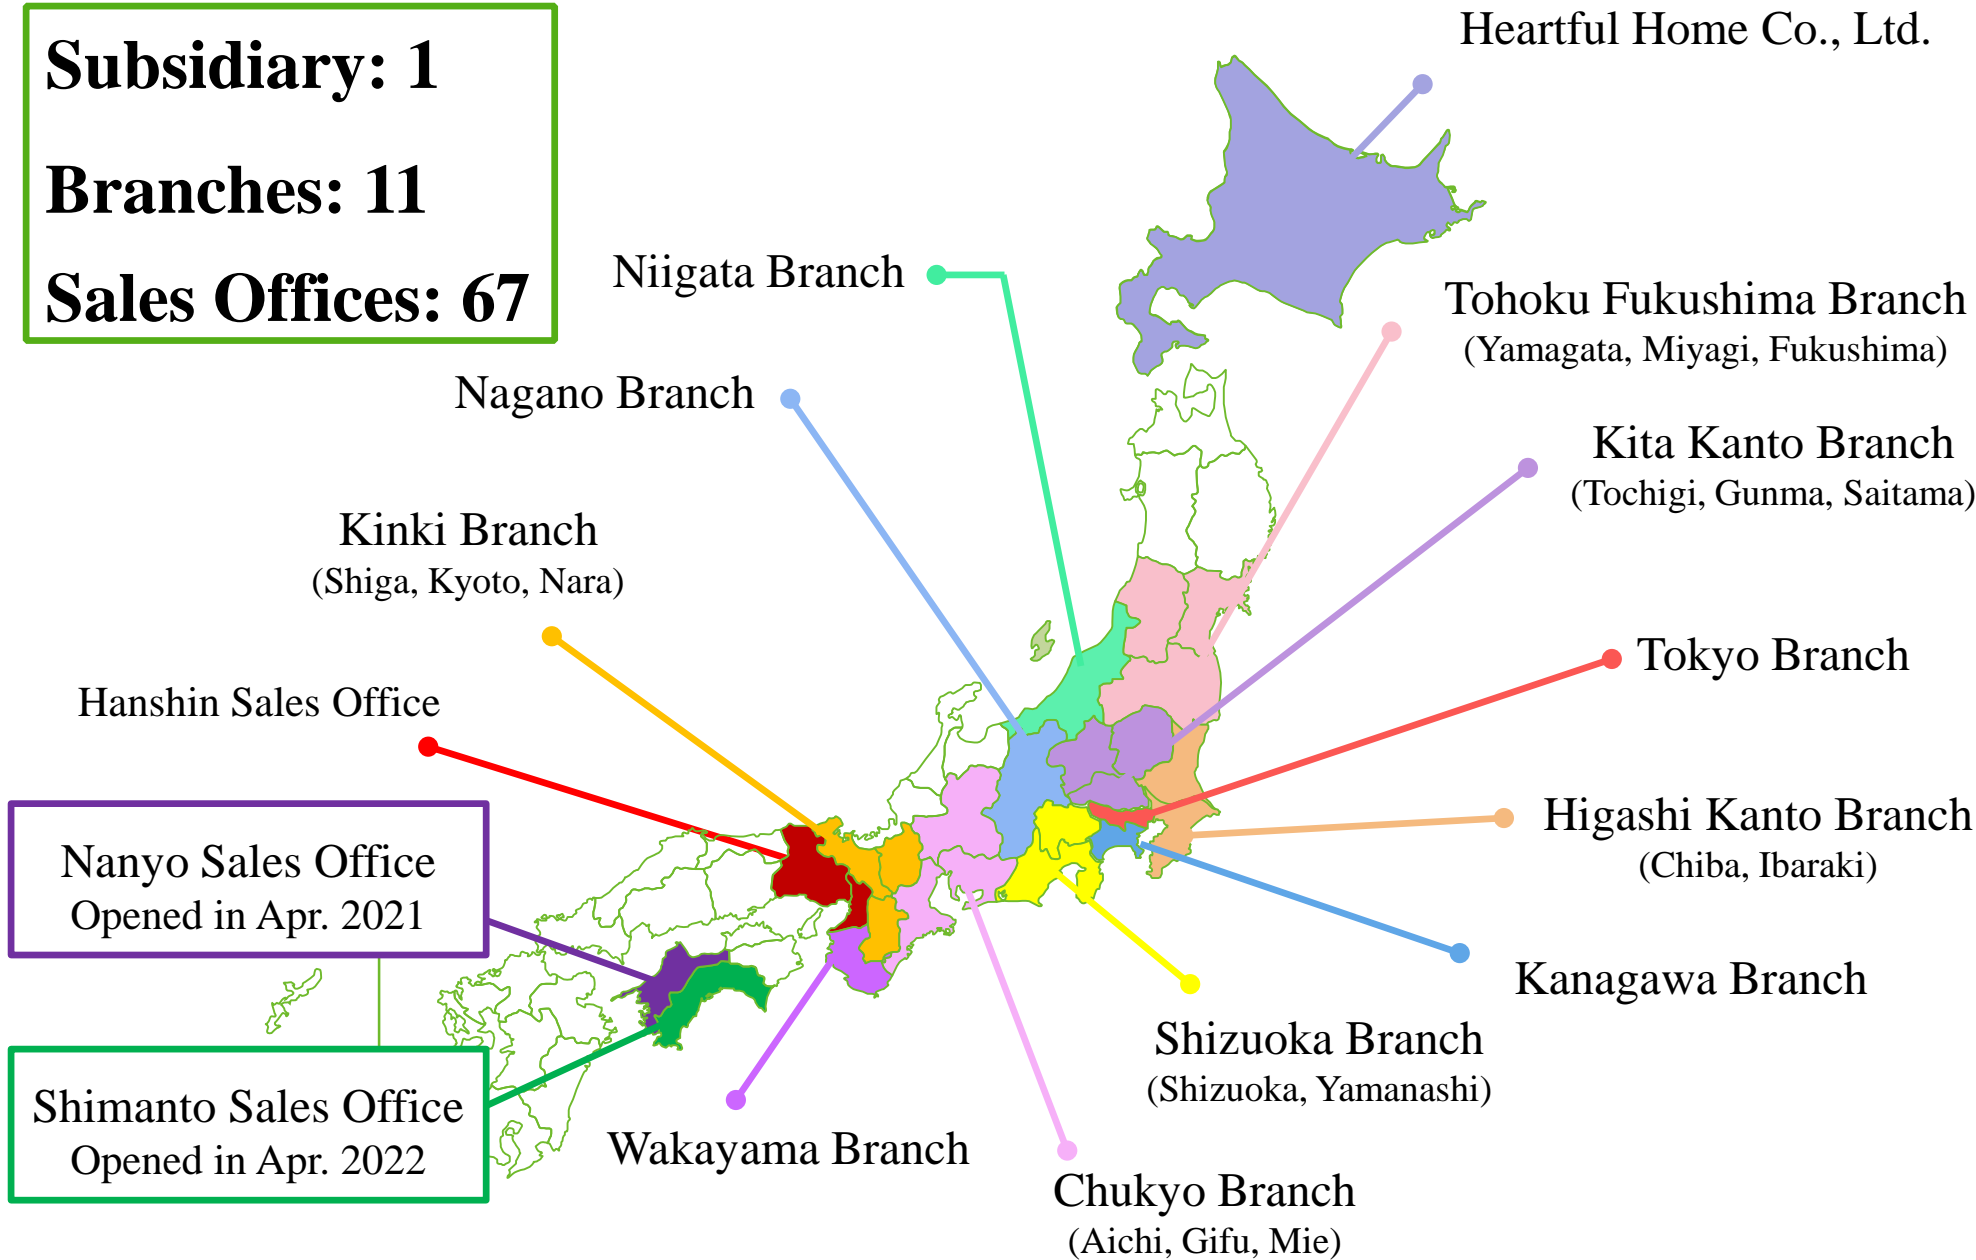 Subsidiary: 1
Branches: 11
Sales Offices: 67
Heartful Home Co., Ltd.
Niigata Branch
Tohoku Fukushima Branch
(Yamagata, Miyagi, Fukushima)
Nagano Branch
Kita Kanto Branch
(Tochigi, Gunma, Saitama)
Kinki Branch
(Shiga, Kyoto, Nara)
Tokyo Branch
Hanshin Sales Office
Higashi Kanto Branch
(Chiba, Ibaraki)
Nanyo Sales Office
Opened in Apr. 2021
Kanagawa Branch
Shizuoka Branch
(Shizuoka, Yamanashi)
Shimanto Sales Office
Opened in Apr. 2022
Wakayama Branch
Chukyo Branch
(Aichi, Gifu, Mie)